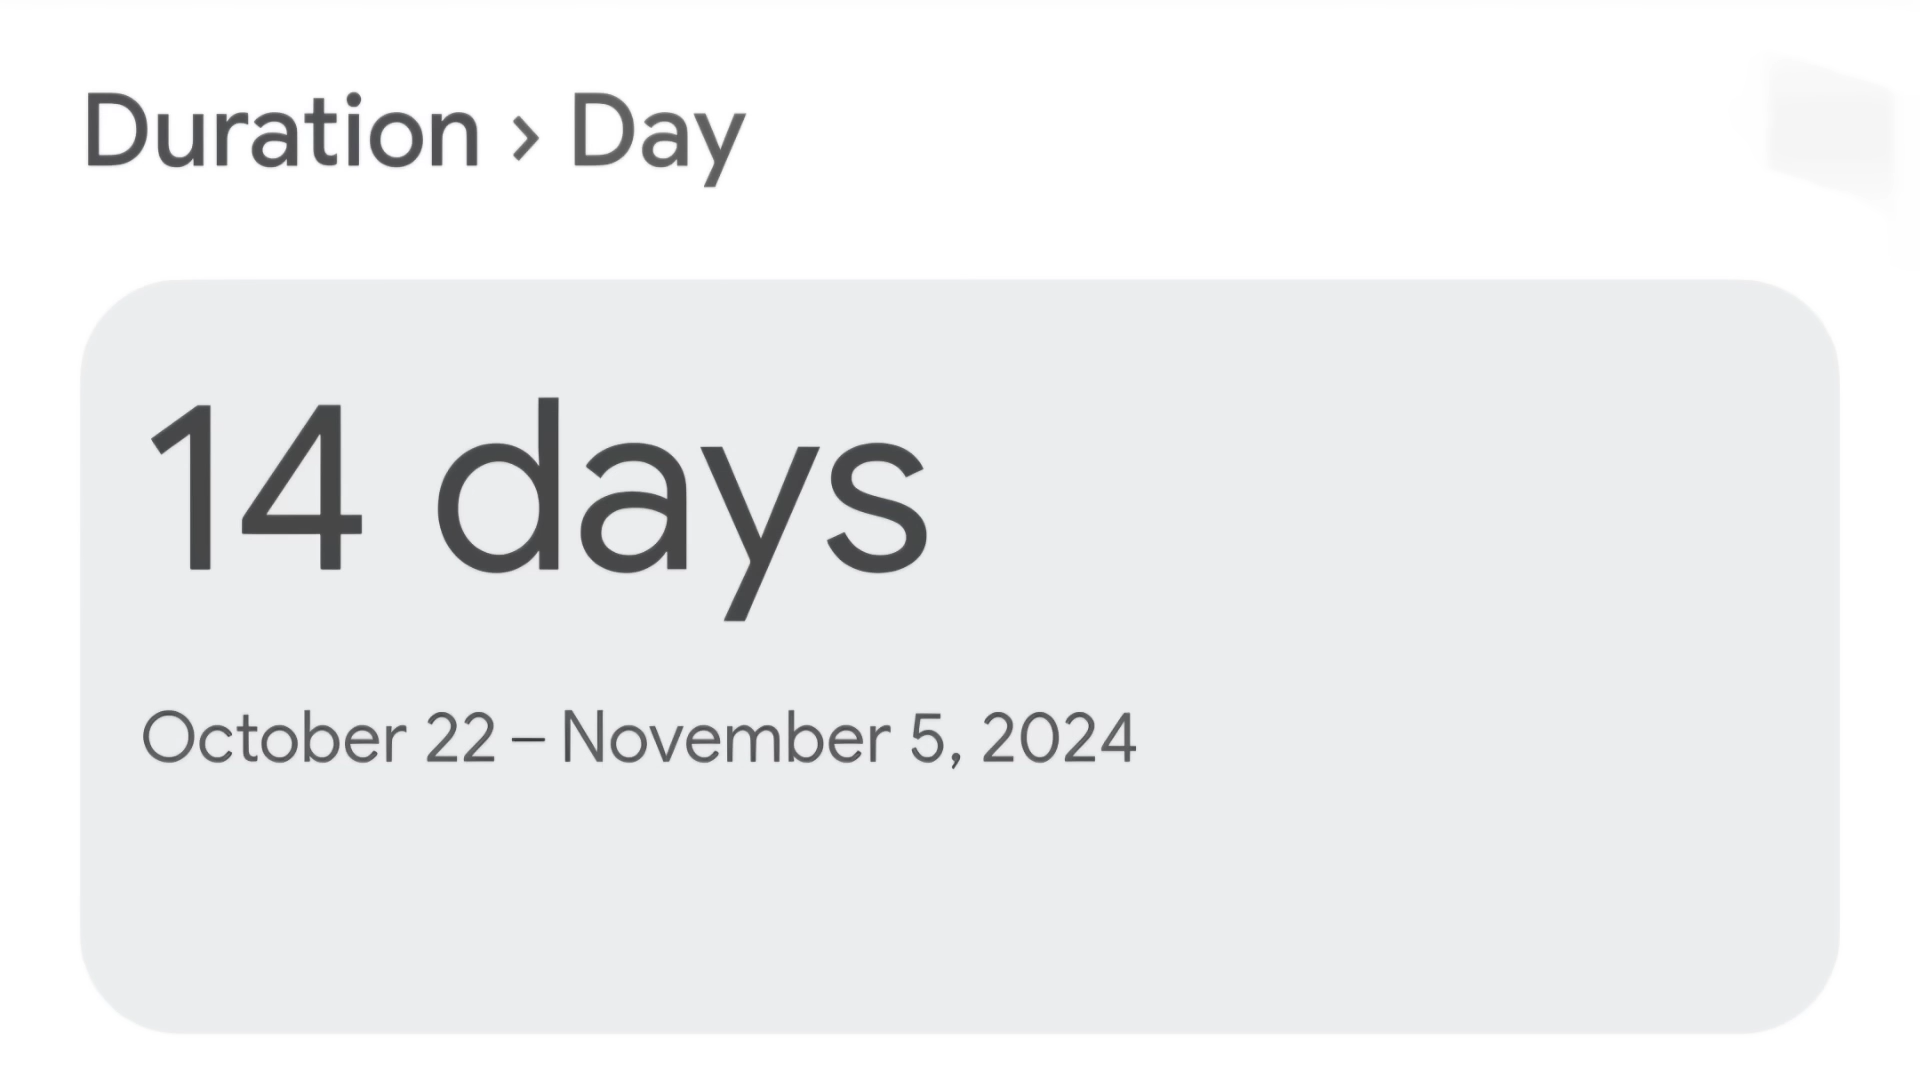 Duration › Day
14 days
October 22 – November 5, 2024